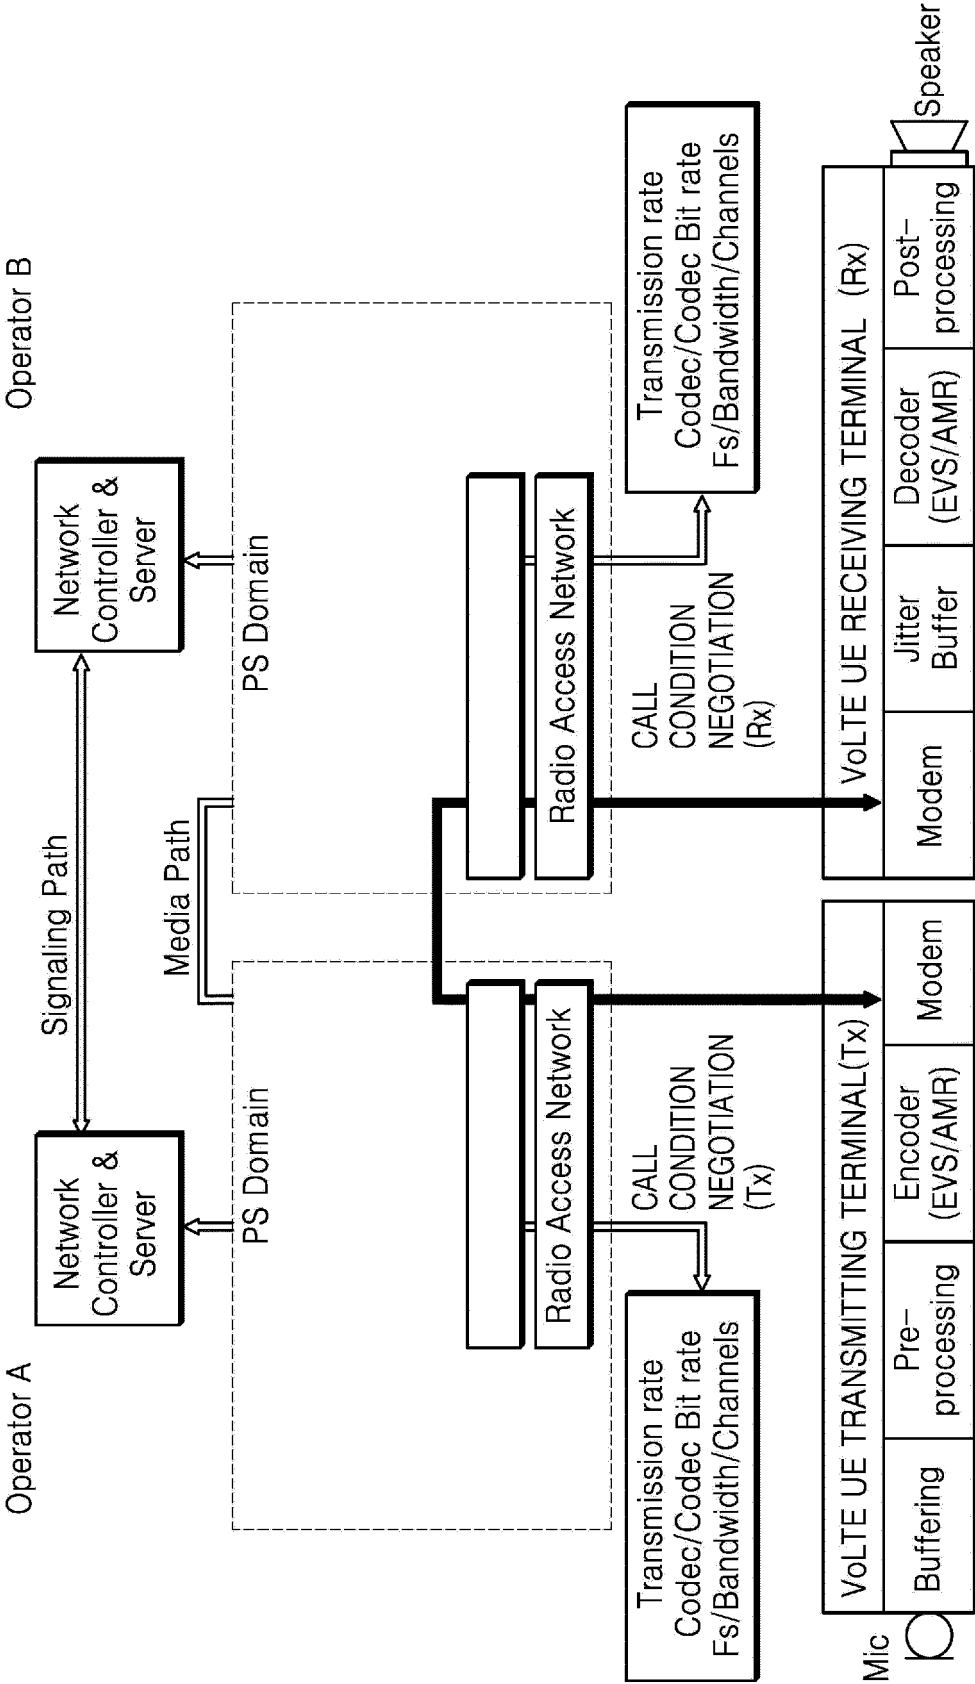 Operator A
Operator B
Network
Controller &
Server
Signaling Path
Network
Controller &
Server
Media Path
PS Domain
PS Domain
Radio Access Network
Radio Access Network
Transmission rate
Codec/Codec Bit rate
Fs/Bandwidth/Channels
CALL
CONDITION
NEGOTIATION
(Tx)
CALL
CONDITION
NEGOTIATION
(Rx)
Transmission rate
Codec/Codec Bit rate
Fs/Bandwidth/Channels
VoLTE UE TRANSMITTING TERMINAL(Tx)
Mic
Buffering
Pre-
processing
Encoder
(EVS/AMR)
Modem
VoLTE UE RECEIVING TERMINAL (Rx)
Modem
Jitter
Buffer
Decoder
(EVS/AMR)
Post-
processing
Speaker